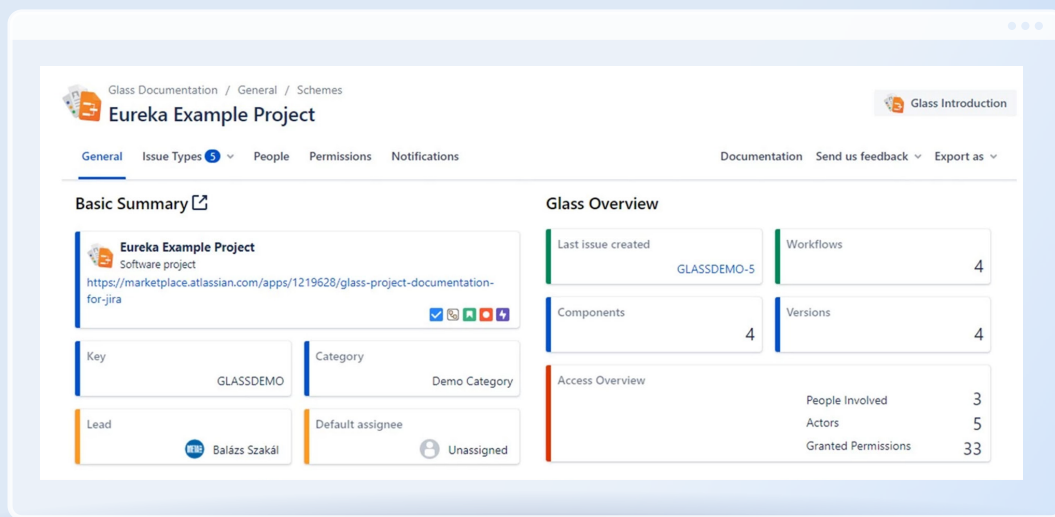 Glass Documentation / General / Schemes
Eureka Example Project
Glass Introduction
General Issue Types 5 People Permissions Notifications
Documentation Send us feedback Export as
Basic Summary
Eureka Example Project
Software project
https://marketplace.atlassian.com/apps/1219628/glass-project-documentation-
for-jira
Key
GLASSDEMO
Category
Demo Category
Lead
Balázs Szakál
Default assignee
Unassigned
Glass Overview
Last issue created
GLASSDEMO-5
Workflows
4
Components
4
Versions
4
Access Overview
People Involved 3
Actors 5
Granted Permissions 33